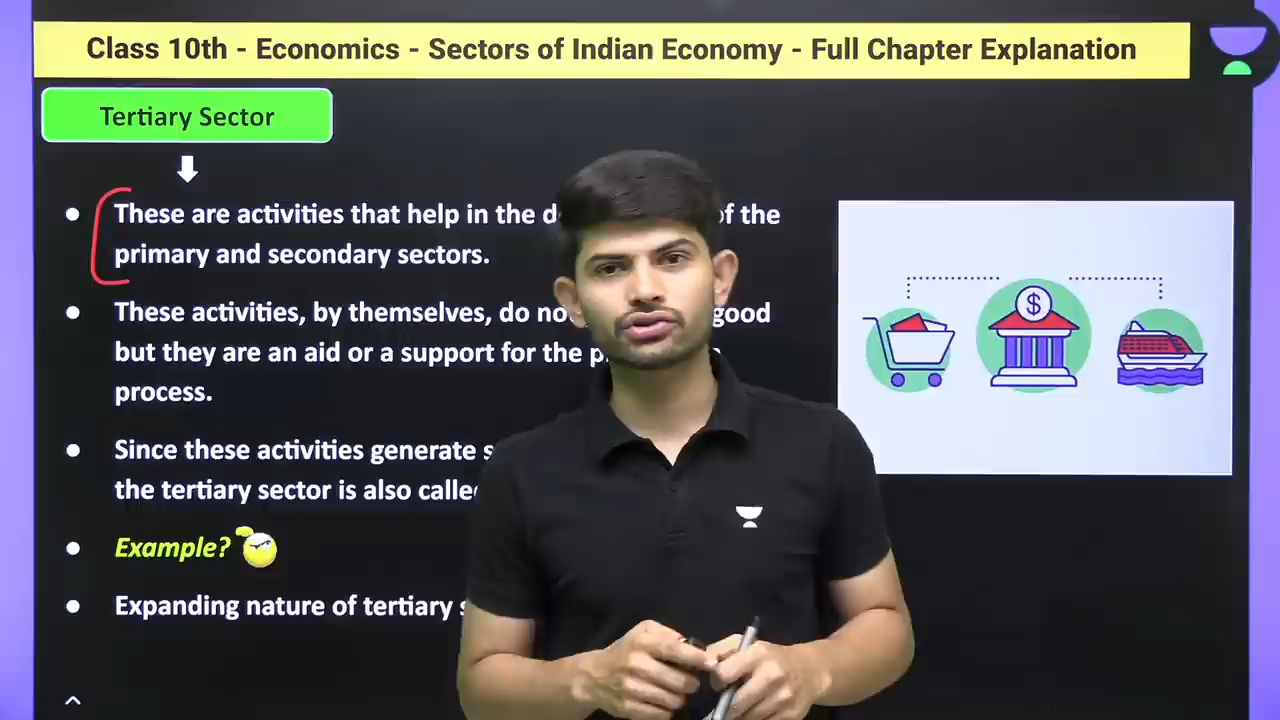 Class 10th - Economics - Sectors of Indian Economy - Full Chapter Explanation
Tertiary Sector
These are activities that help in the of the
primary and secondary sectors.
These activities, by themselves, do good
but they are an aid or a support for the
process.
Since these activities generate
the tertiary sector is also
Example?
Expanding nature of tertiary
$